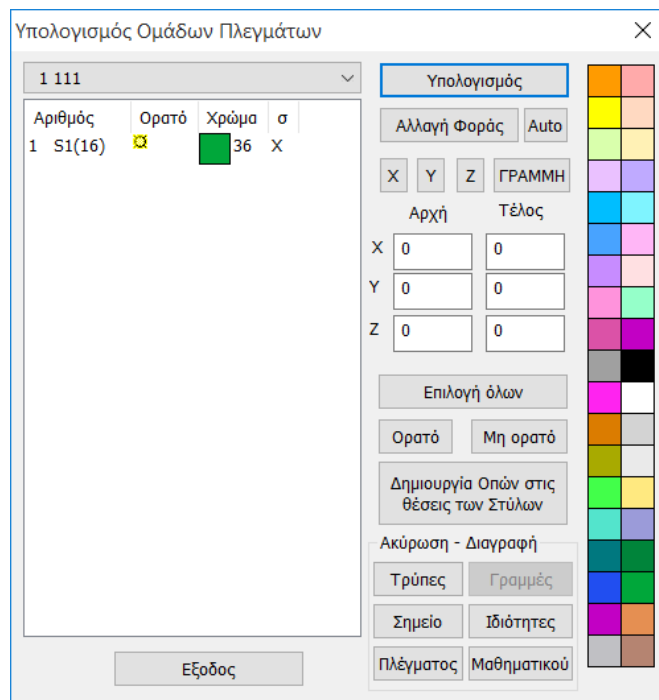 Υπολογισμός Ομάδων Πλεγμάτων
1 111
Υπολογισμός
Αριθμός Ορατό Χρώμα σ
1 S1(16) 36 X
Αλλαγή Φοράς Auto
X Y Z ΓΡΑΜΜΗ
Αρχή Τέλος
X 0 0
Y 0 0
Z 0 0
Επιλογή όλων
Ορατό Μη ορατό
Δημιουργία Οπών στις
θέσεις των Στύλων
Ακύρωση - Διαγραφή
Τρύπες Γραμμές
Σημείο Ιδιότητες
Πλέγματος Μαθηματικού
Εξοδος